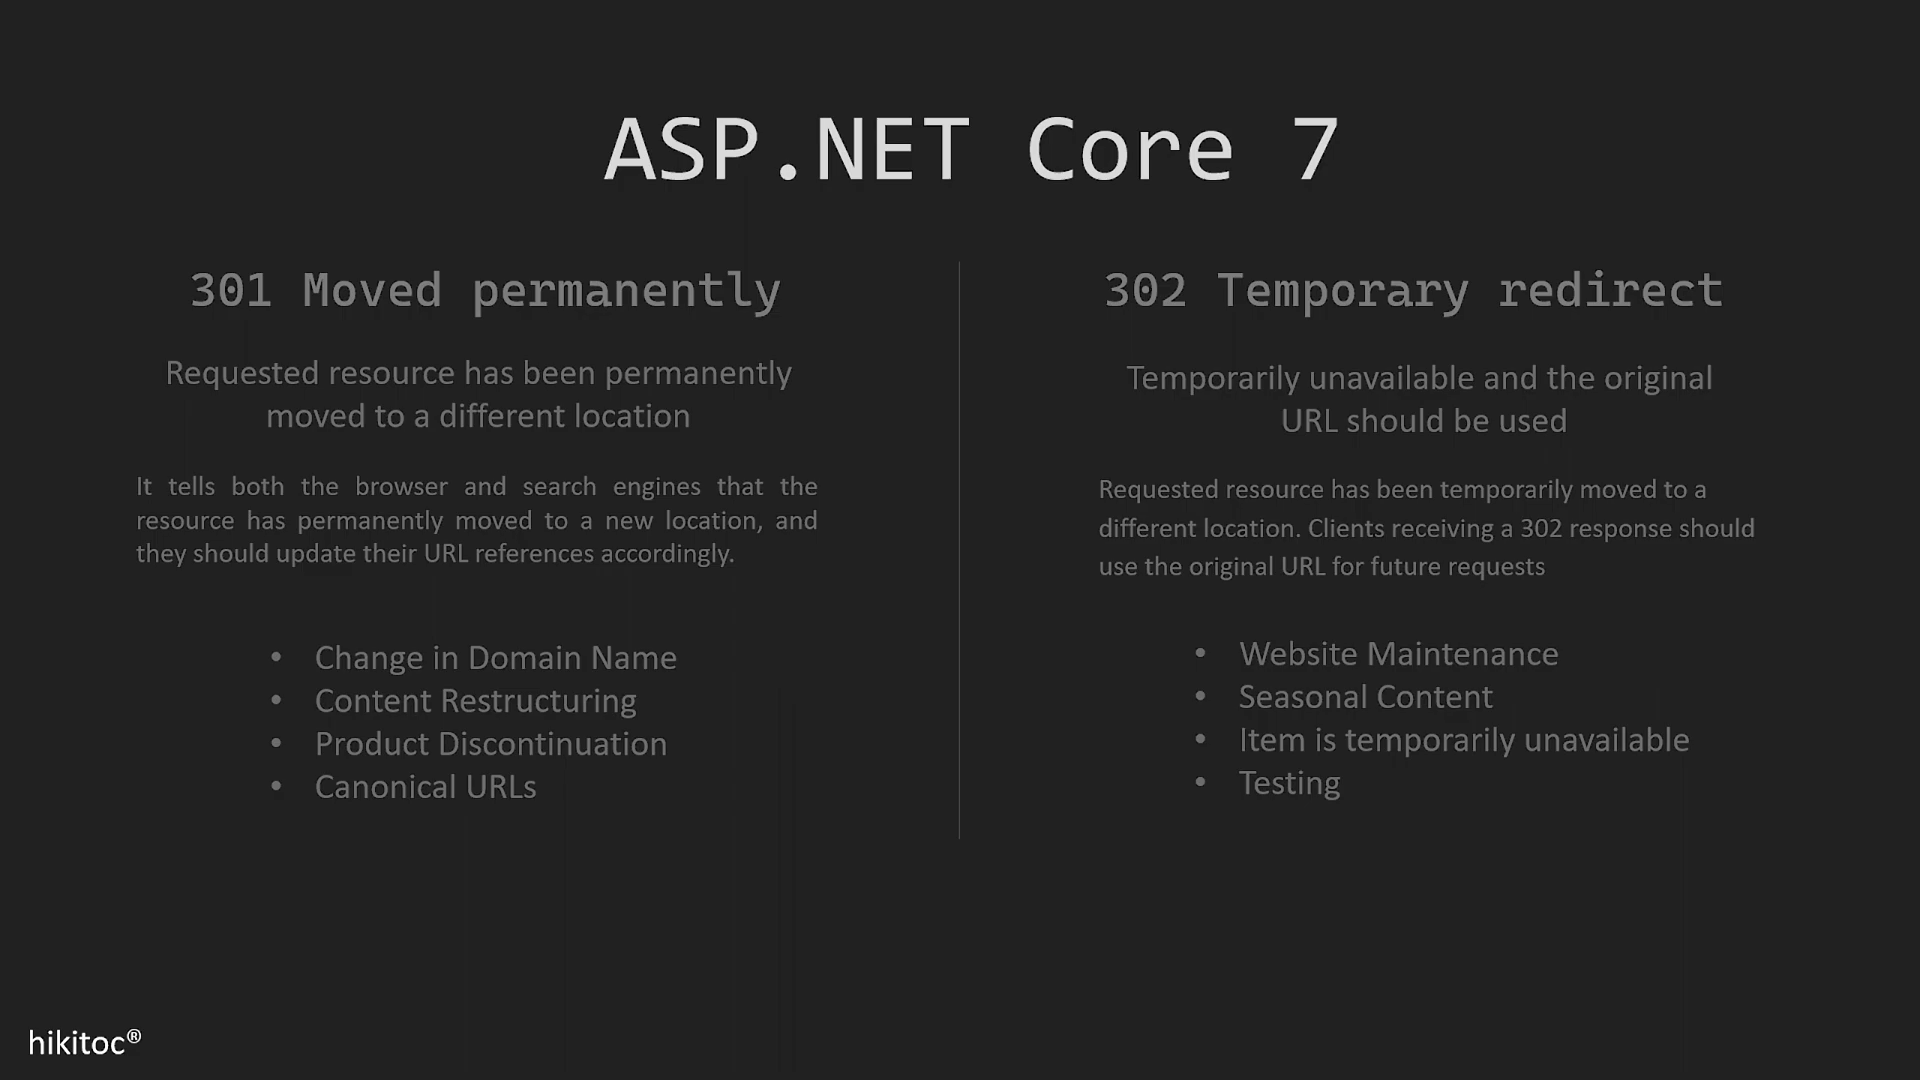 ASP.NET Core 7
301 Moved permanently
Requested resource has been permanently
moved to a different location
It tells both the browser and search engines that the
resource has permanently moved to a new location, and
they should update their URL references accordingly.
• Change in Domain Name
• Content Restructuring
• Product Discontinuation
• Canonical URLs
302 Temporary redirect
Temporarily unavailable and the original
URL should be used
Requested resource has been temporarily moved to a
different location. Clients receiving a 302 response should
use the original URL for future requests
• Website Maintenance
• Seasonal Content
• Item is temporarily unavailable
• Testing
hikitoc®